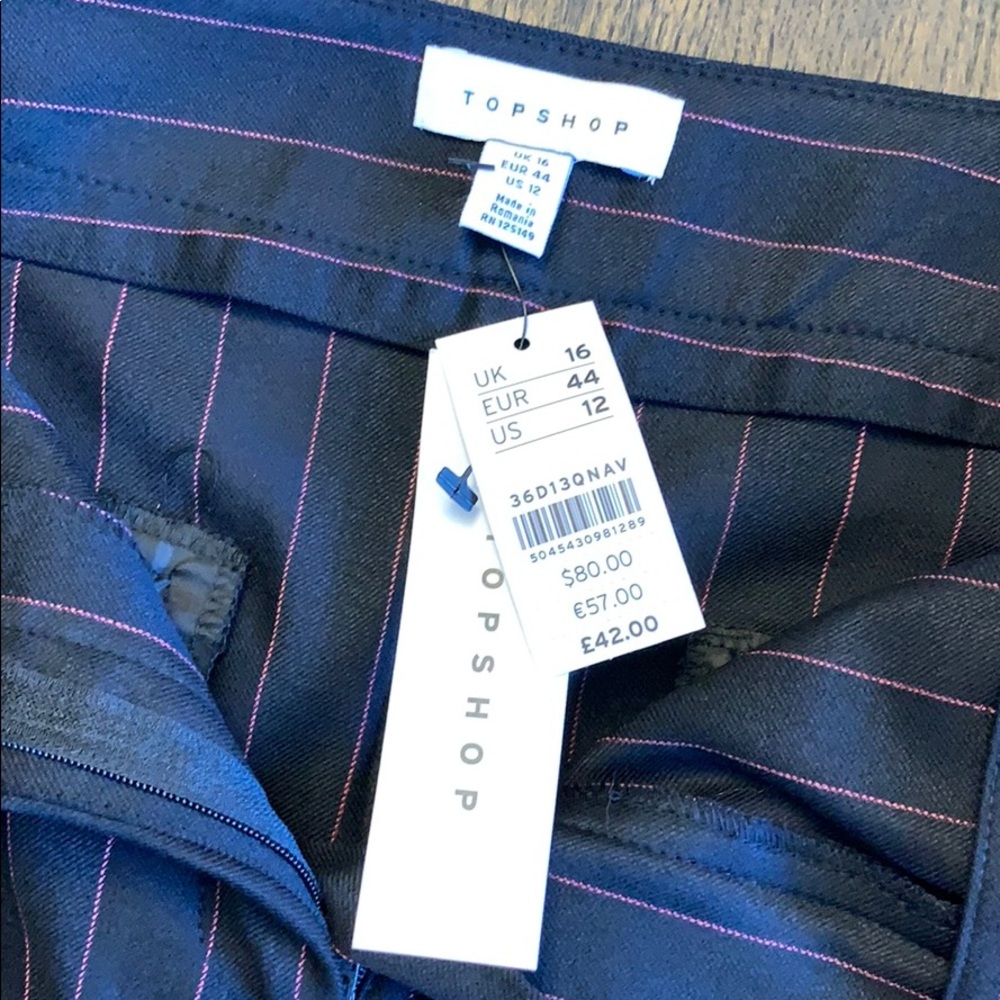 TOPSHOP
UK 16
EUR 44
US 12
Made in
Romania
RN 125149
UK 16
EUR 44
US 12
36D13QNAV
5045430981289
$80.00
€57.00
£42.00
TOPSHOP